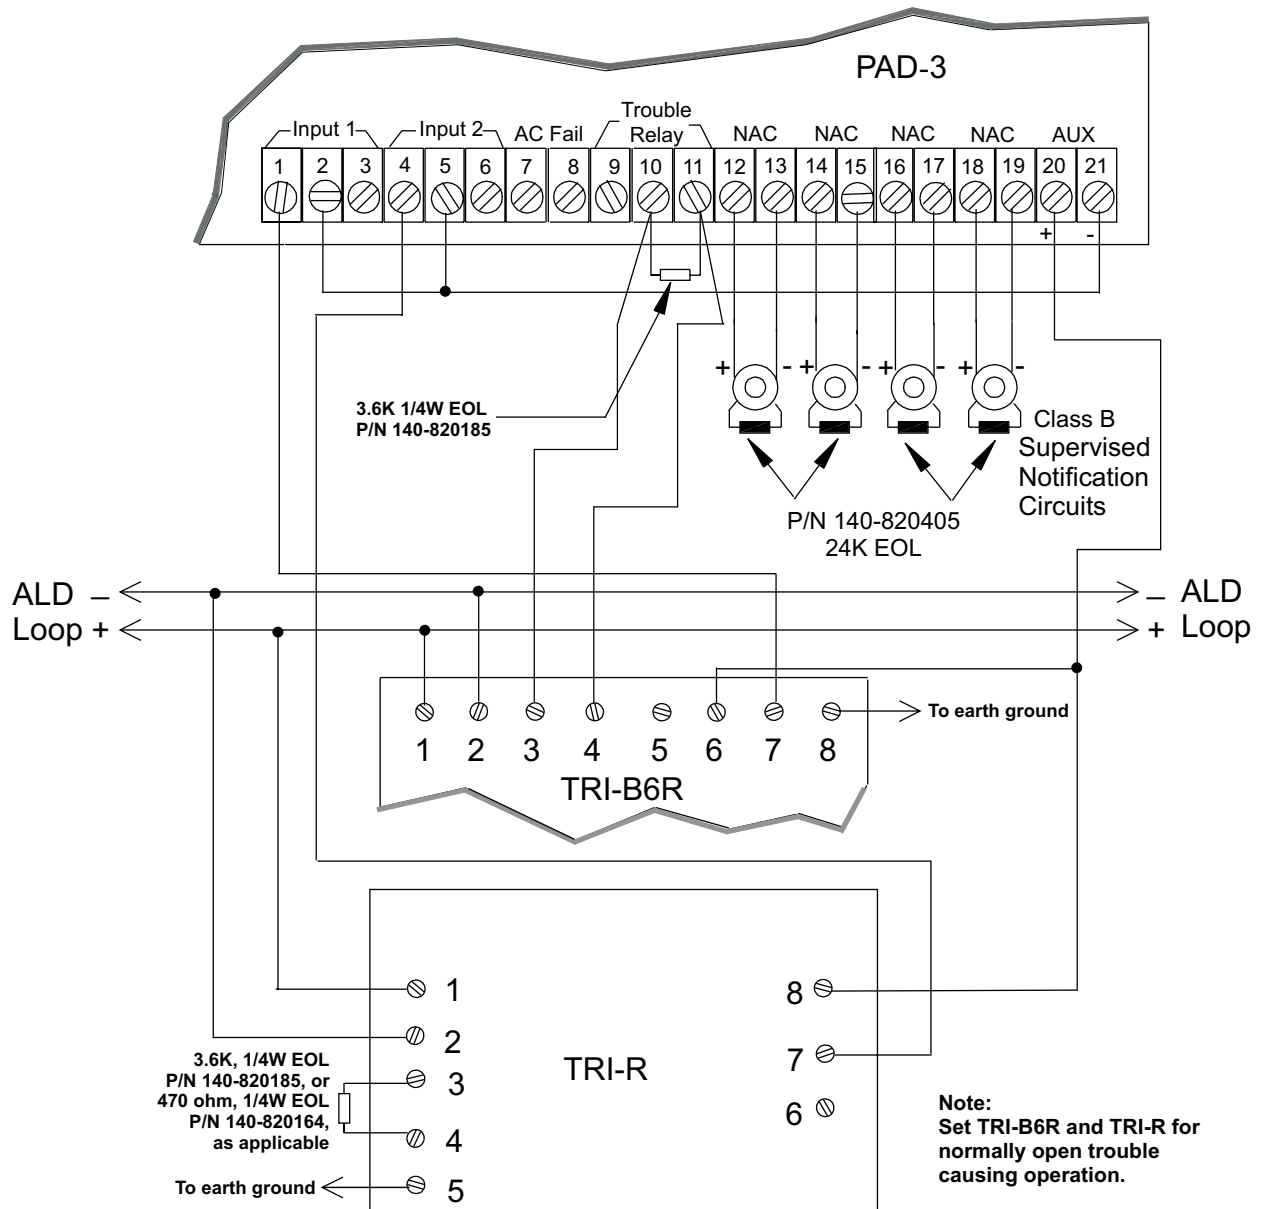 PAD-3
Input 1
Input 2
AC Fail
Trouble
Relay
NAC
NAC
NAC
NAC
AUX
1 2 3 4 5 6 7 8 9 10 11 12 13 14 15 16 17 18 19 20 21
+ -
+ - + - + - + -
3.6K 1/4W EOL
P/N 140-820185
Class B
Supervised
Notification
Circuits
P/N 140-820405
24K EOL
ALD –
Loop +
– ALD
+ Loop
To earth ground
1 2 3 4 5 6 7 8
TRI-B6R
1
2
3
4
5
8
7
6
TRI-R
3.6K, 1/4W EOL
P/N 140-820185, or
470 ohm, 1/4W EOL
P/N 140-820164,
as applicable
To earth ground
Note:
Set TRI-B6R and TRI-R for
normally open trouble
causing operation.